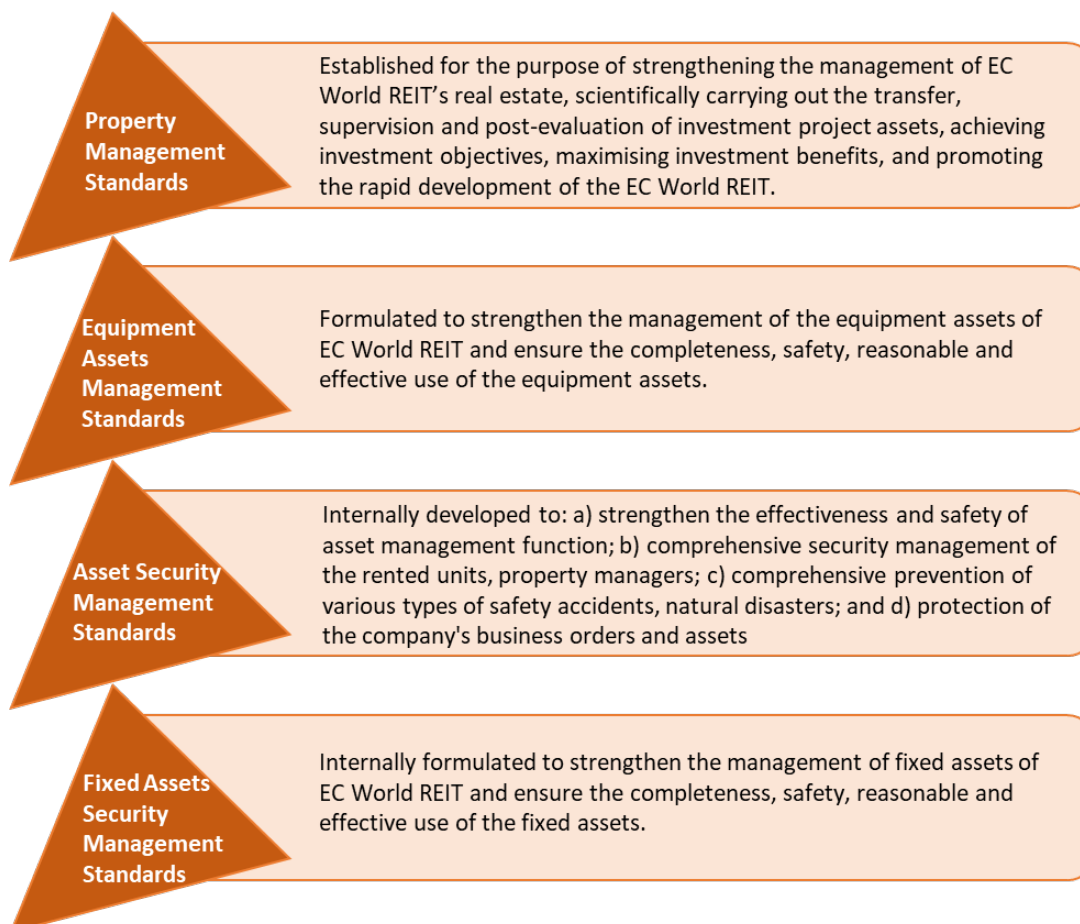 Property
Management
Standards
Established for the purpose of strengthening the management of EC
World REIT’s real estate, scientifically carrying out the transfer,
supervision and post-evaluation of investment project assets, achieving
investment objectives, maximising investment benefits, and promoting
the rapid development of the EC World REIT.
Equipment
Assets
Management
Standards
Formulated to strengthen the management of the equipment assets of
EC World REIT and ensure the completeness, safety, reasonable and
effective use of the equipment assets.
Asset Security
Management
Standards
Internally developed to: a) strengthen the effectiveness and safety of
asset management function; b) comprehensive security management of
the rented units, property managers; c) comprehensive prevention of
various types of safety accidents, natural disasters; and d) protection of
the company's business orders and assets
Fixed Assets
Security
Management
Standards
Internally formulated to strengthen the management of fixed assets of
EC World REIT and ensure the completeness, safety, reasonable and
effective use of the fixed assets.